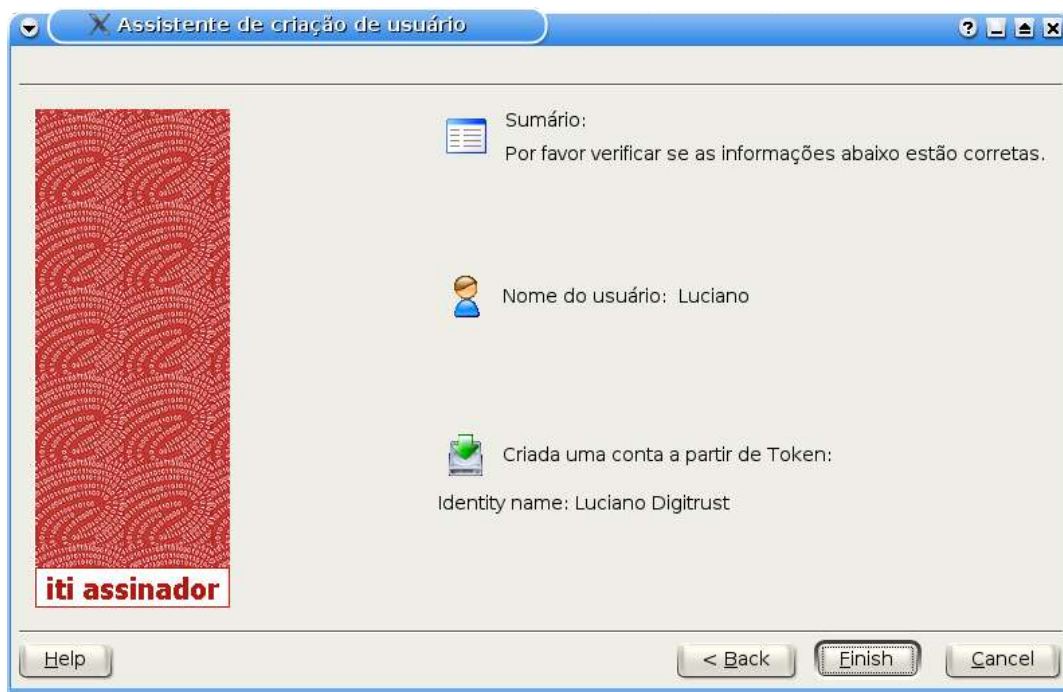 Assistente de criação de usuário
Sumário:
Por favor verificar se as informações abaixo estão corretas.
Nome do usuário: Luciano
Criada uma conta a partir de Token:
Identity name: Luciano Digitrust
iti assinador
Help
< Back
Finish
Cancel